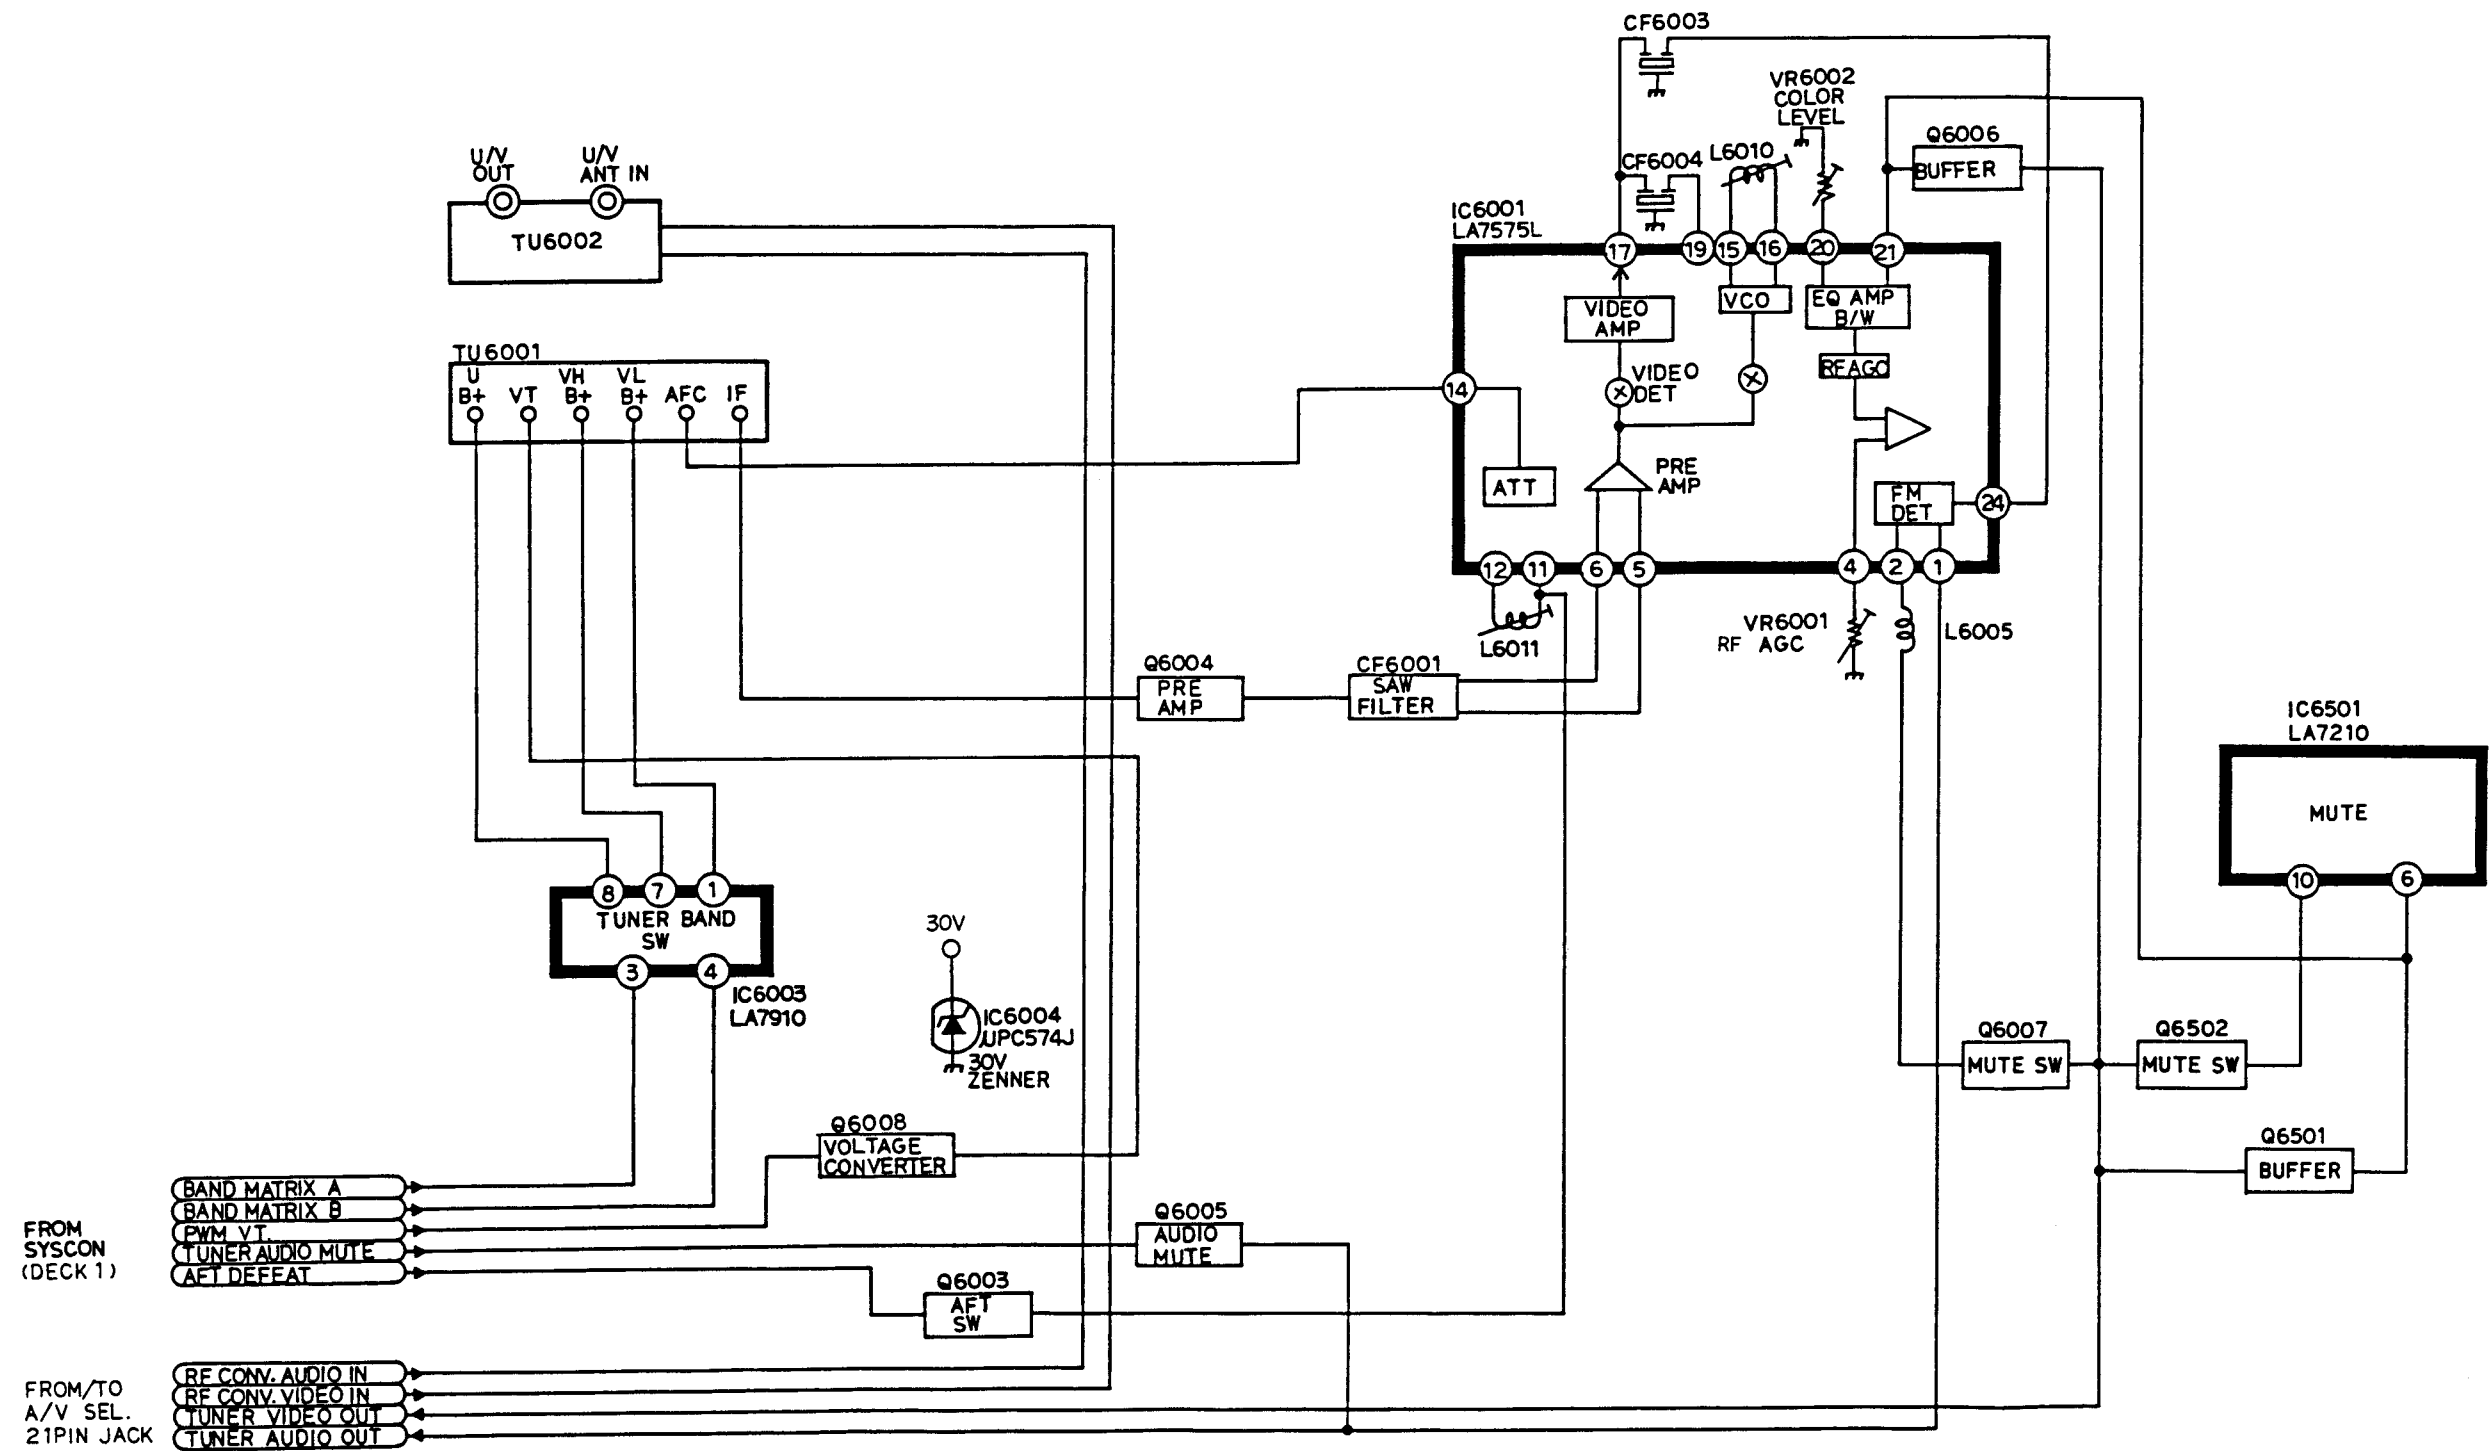 CF6003
VR6002
COLOR
LEVEL
Q6006
BUFFER
U/V
OUT
U/V
ANT IN
TU6002
CF6004
L6010
IC6001
LA7575L
17
19
15
16
20
21
VIDEO
AMP
VCO
EQ AMP
B/W
TU6001
U
B+
VT
VH
B+
VL
B+
AFC
IF
14
VIDEO
DET
ATT
PRE
AMP
FM
DET
24
12
11
6
5
4
2
1
L6011
VR6001
RF AGC
L6005
Q6004
PRE
AMP
CF6001
SAW
FILTER
IC6501
LA7210
MUTE
10
6
8
7
1
TUNER BAND
SW
3
4
IC6003
LA7910
30V
IC6004
µPC574J
30V
ZENNER
Q6007
MUTE SW
Q6502
MUTE SW
Q6008
VOLTAGE
CONVERTER
Q6501
BUFFER
FROM
SYSCON
(DECK 1)
BAND MATRIX A
BAND MATRIX B
PWM VT.
TUNER AUDIO MUTE
AFT DEFEAT
Q6005
AUDIO
MUTE
Q6003
AFT
SW
FROM/TO
A/V SEL.
21PIN JACK
RF CONV. AUDIO IN
RF CONV. VIDEO IN
TUNER VIDEO OUT
TUNER AUDIO OUT